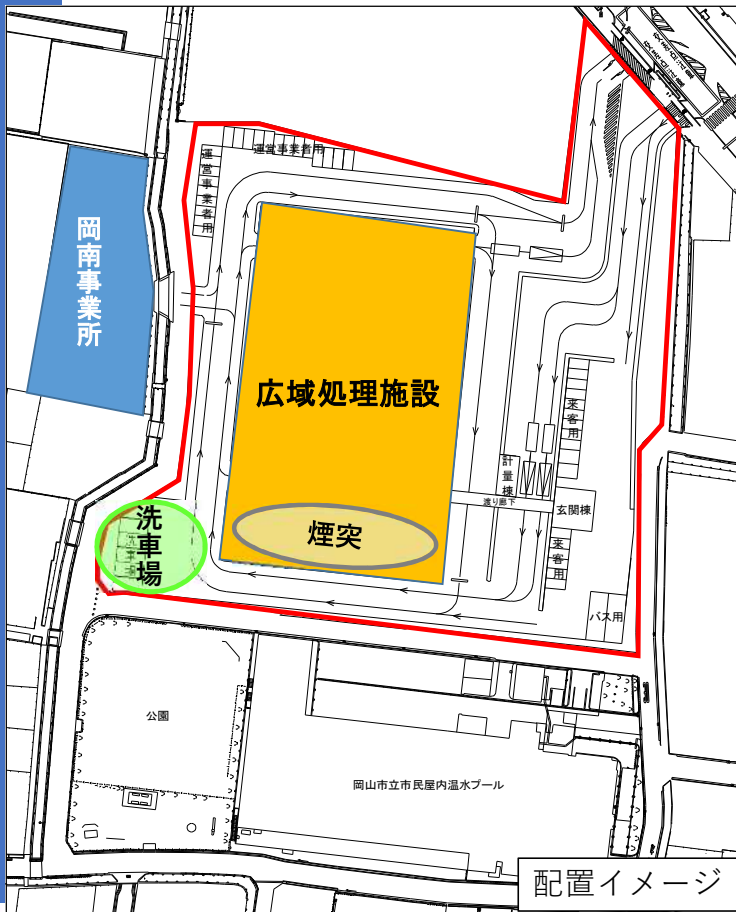 運営事業者用
運営事業者用
岡南事業所
広域処理施設
来客用
計量棟
渡り廊下
玄関棟
煙突
洗車場
洗車場
来客用
バス用
公園
岡山市立市民屋内温水プール
配置イメージ